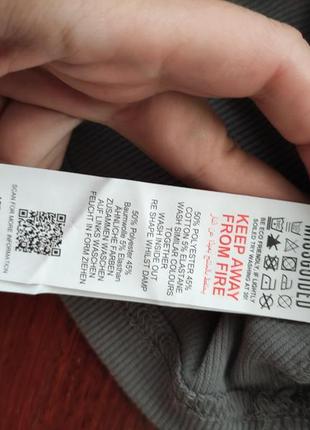 MISSGUIDED
BE ECO FRIENDLY, IF LIGHTLY
SOILED TRY WASHING AT 30°
KEEP AWAY
FROM FIRE
50% POLYESTER 45%
COTTON 5% ELASTANE
WASH SIMILAR COLOURS
TOGETHER
WASH INSIDE OUT
RE SHAPE WHILST DAMP
50% Polyester 45%
Baumwolle 5% Elasthan
ÄHNLICHE FARBEN
ZUSAMMEN WASCHEN
AUF LINKS WASCHEN
FEUCHT IN FORM ZIEHEN
SCAN FOR MORE INFORMATION